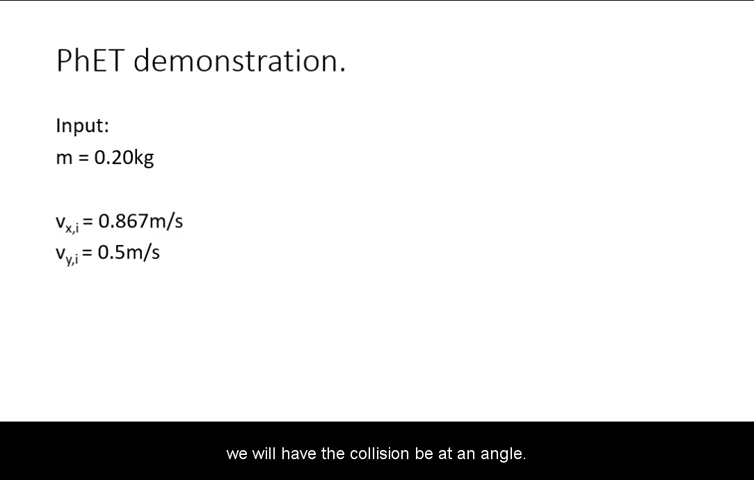 PhET demonstration.
Input:
m = 0.20kg
vx,i = 0.867m/s
vy,i = 0.5m/s
we will have the collision be at an angle.